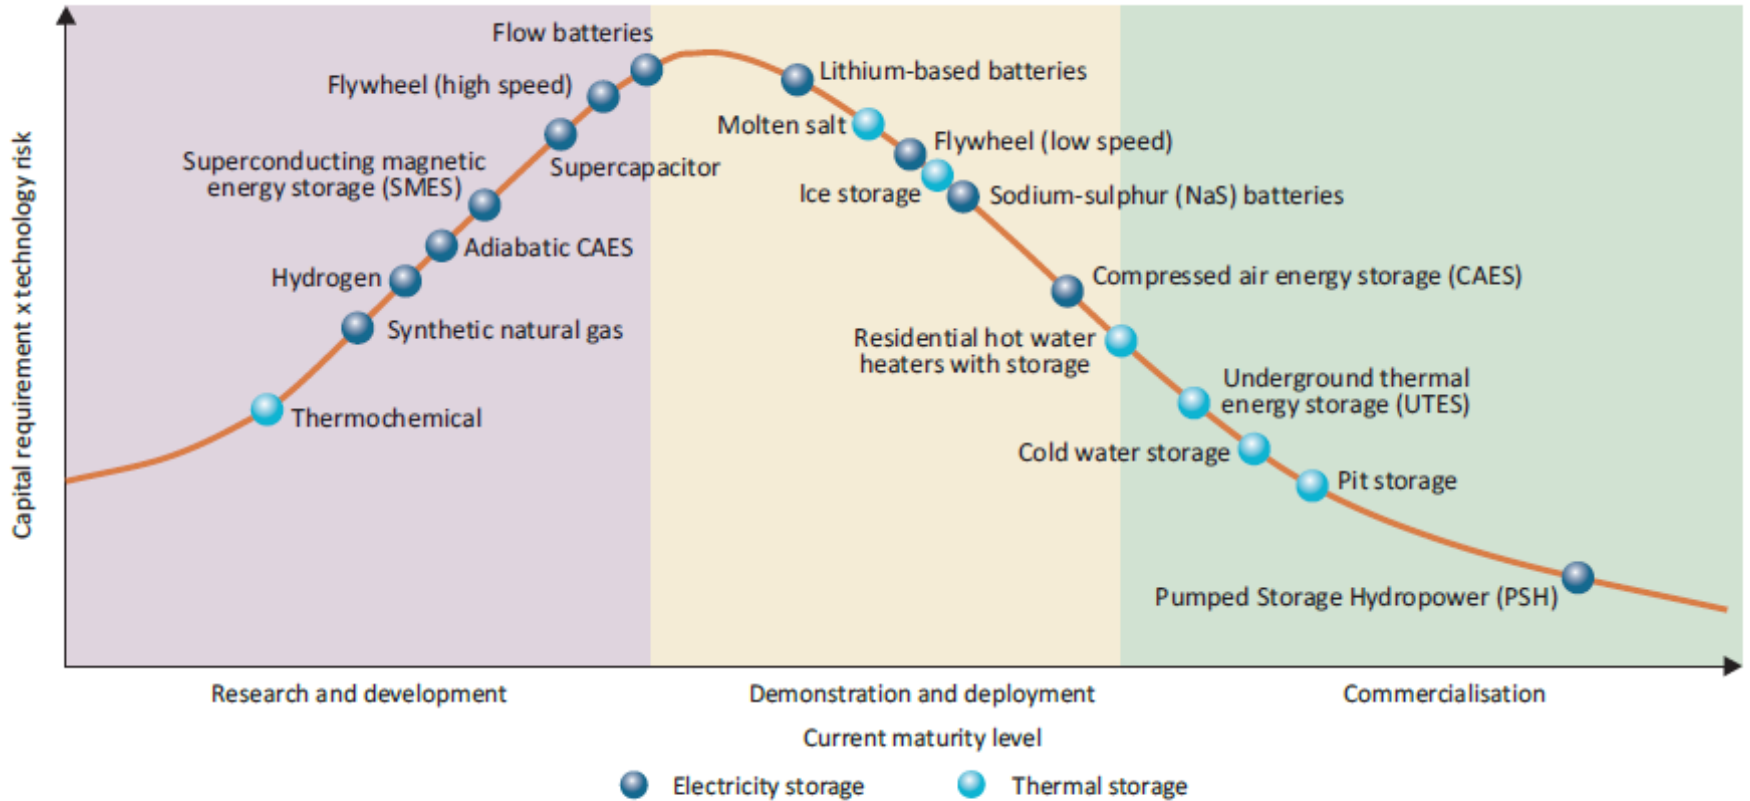 Capital requirement x technology risk
Flow batteries
Flywheel (high speed)
Lithium-based batteries
Molten salt
Flywheel (low speed)
Superconducting magnetic
energy storage (SMES)
Supercapacitor
Ice storage
Sodium-sulphur (NaS) batteries
Adiabatic CAES
Hydrogen
Compressed air energy storage (CAES)
Synthetic natural gas
Residential hot water
heaters with storage
Underground thermal
energy storage (UTES)
Thermochemical
Cold water storage
Pit storage
Pumped Storage Hydropower (PSH)
Research and development
Demonstration and deployment
Commercialisation
Current maturity level
Electricity storage
Thermal storage